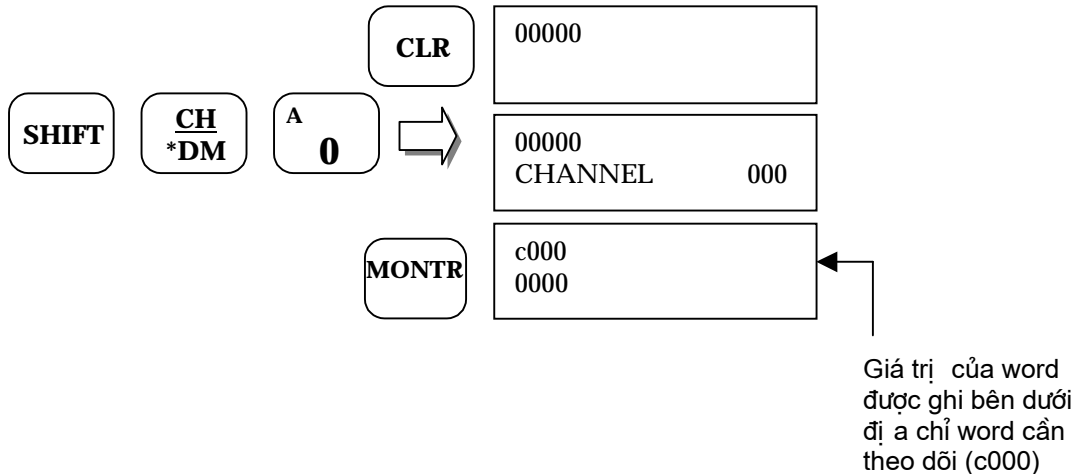 CLR
00000
SHIFT
CH
*DM
A
0
00000
CHANNEL 000
MONTR
c000
0000
Giá trị của word
được ghi bên dưới
đị a chỉ word cần
theo dõi (c000)